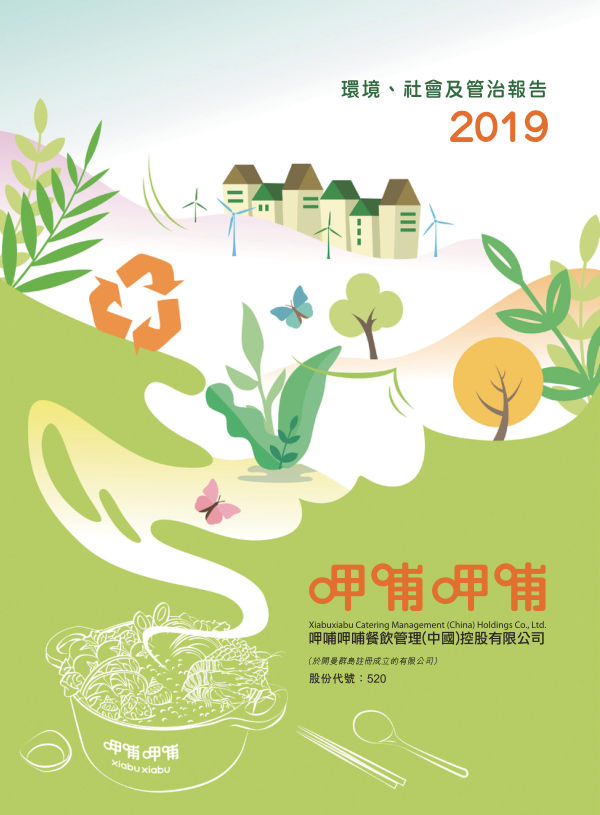 環境、社會及管治報告
2019
呷哺呷哺
Xiabuxiabu Catering Management (China) Holdings Co., Ltd.
呷哺呷哺餐飲管理(中國)控股有限公司
(於開曼群島註冊成立的有限公司)
股份代號：520
呷哺呷哺
xiabu xiabu